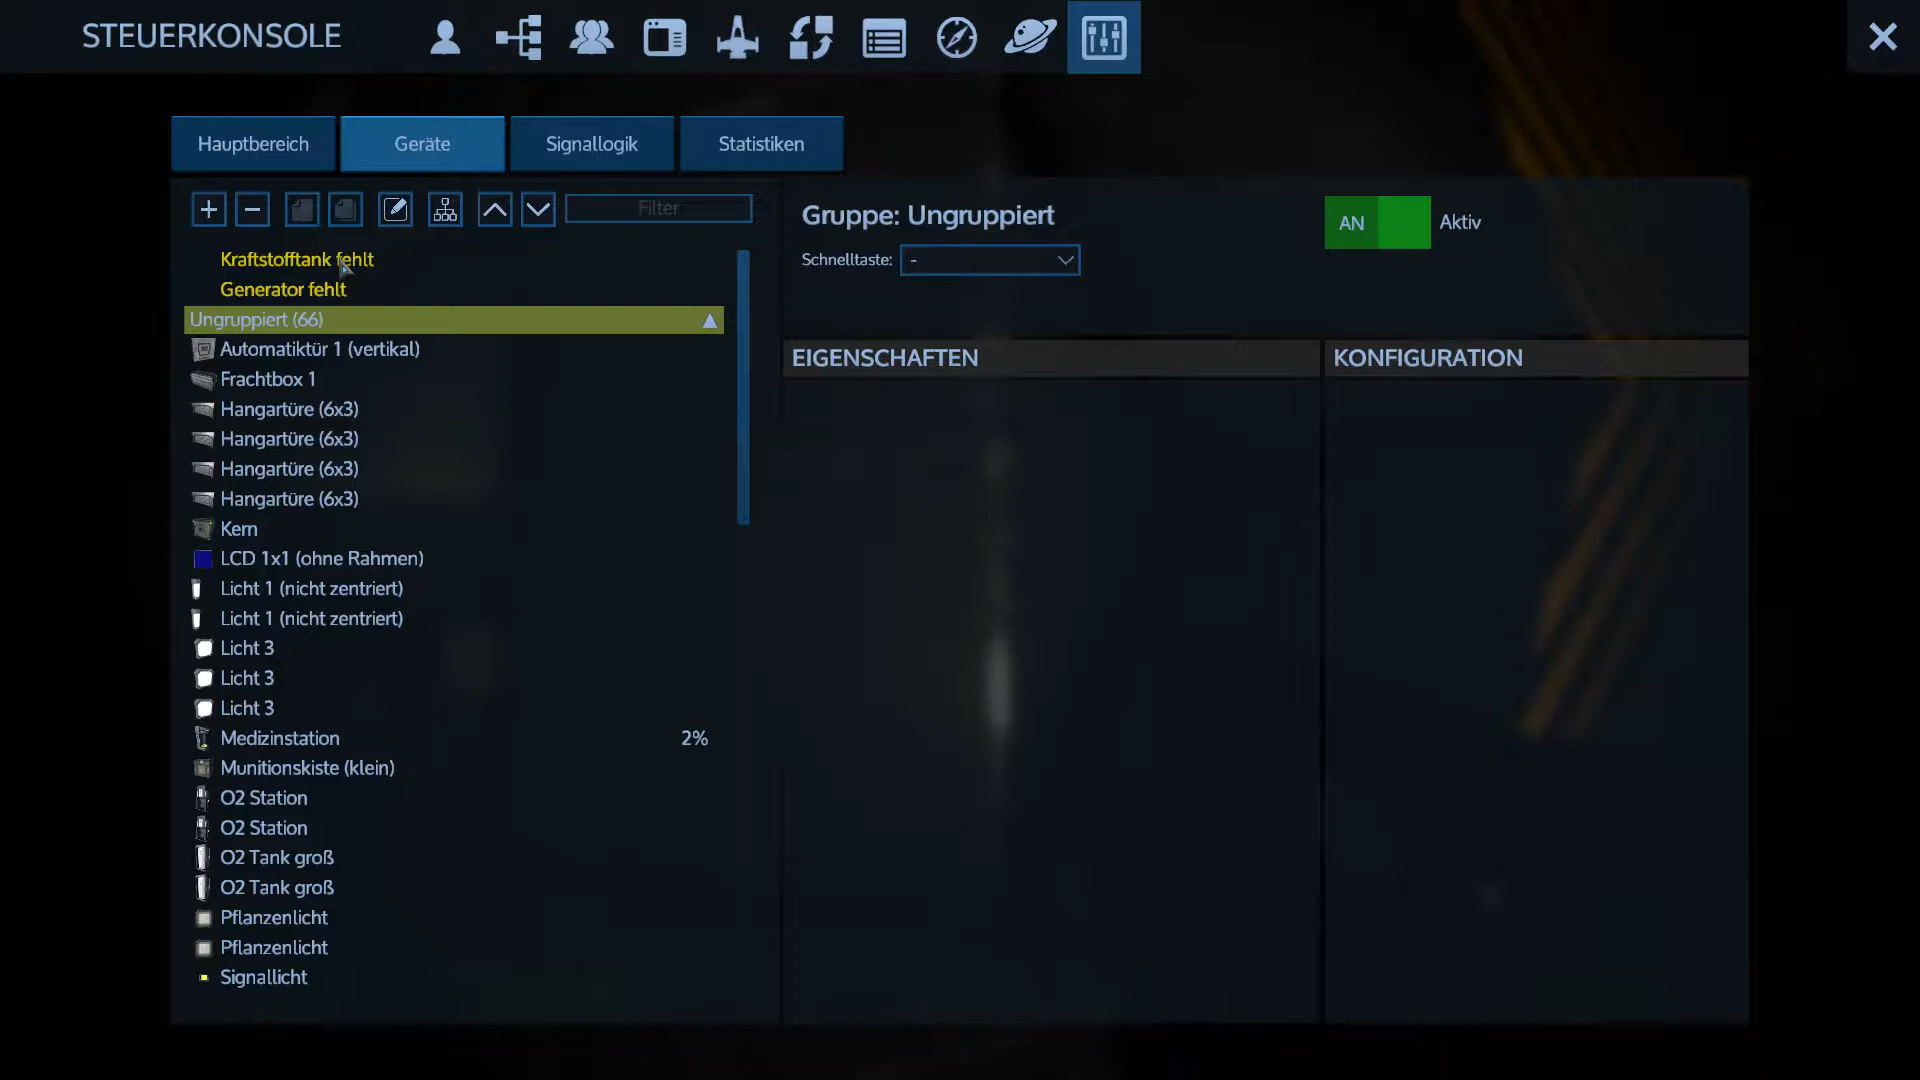 STEUERKONSOLE
Hauptbereich
Geräte
Signallogik
Statistiken
Filter
Kraftstofftank fehlt
Generator fehlt
Ungruppiert (66)
Automatiktür 1 (vertikal)
Frachtbox 1
Hangartüre (6x3)
Hangartüre (6x3)
Hangartüre (6x3)
Hangartüre (6x3)
Kern
LCD 1x1 (ohne Rahmen)
Licht 1 (nicht zentriert)
Licht 1 (nicht zentriert)
Licht 3
Licht 3
Licht 3
Medizinstation 2%
Munitionskiste (klein)
O2 Station
O2 Station
O2 Tank groß
O2 Tank groß
Pflanzenlicht
Pflanzenlicht
Signallicht
Gruppe: Ungruppiert
AN Aktiv
Schnelltaste: -
EIGENSCHAFTEN
KONFIGURATION